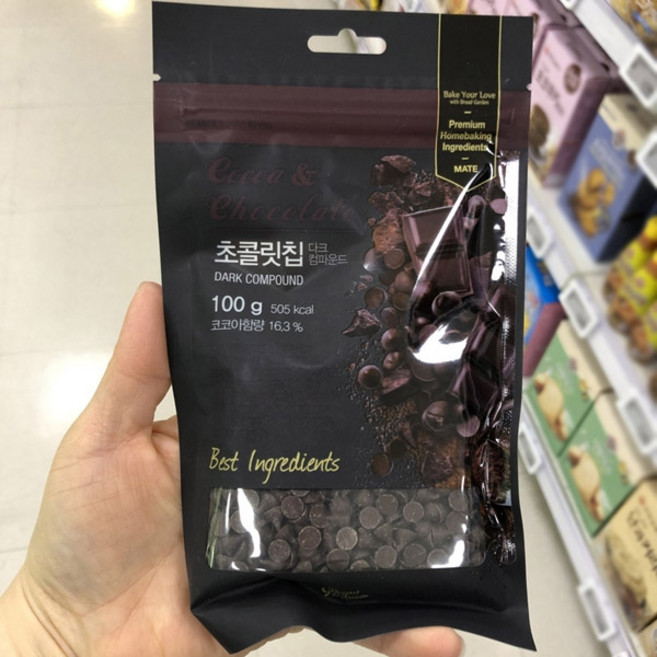 Bake Your Love
with Bread Garden
Premium
Homebaking
Ingredients
MATE
Cocoa &
Chocolate
초콜릿칩 다크
컴파운드
DARK COMPOUND
100 g 505 kcal
코코아함량 16,3 %
Best Ingredients